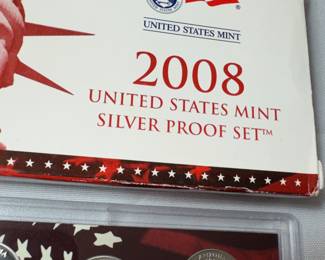 UNITED STATES MINT
2008
UNITED STATES MINT
SILVER PROOF SET™